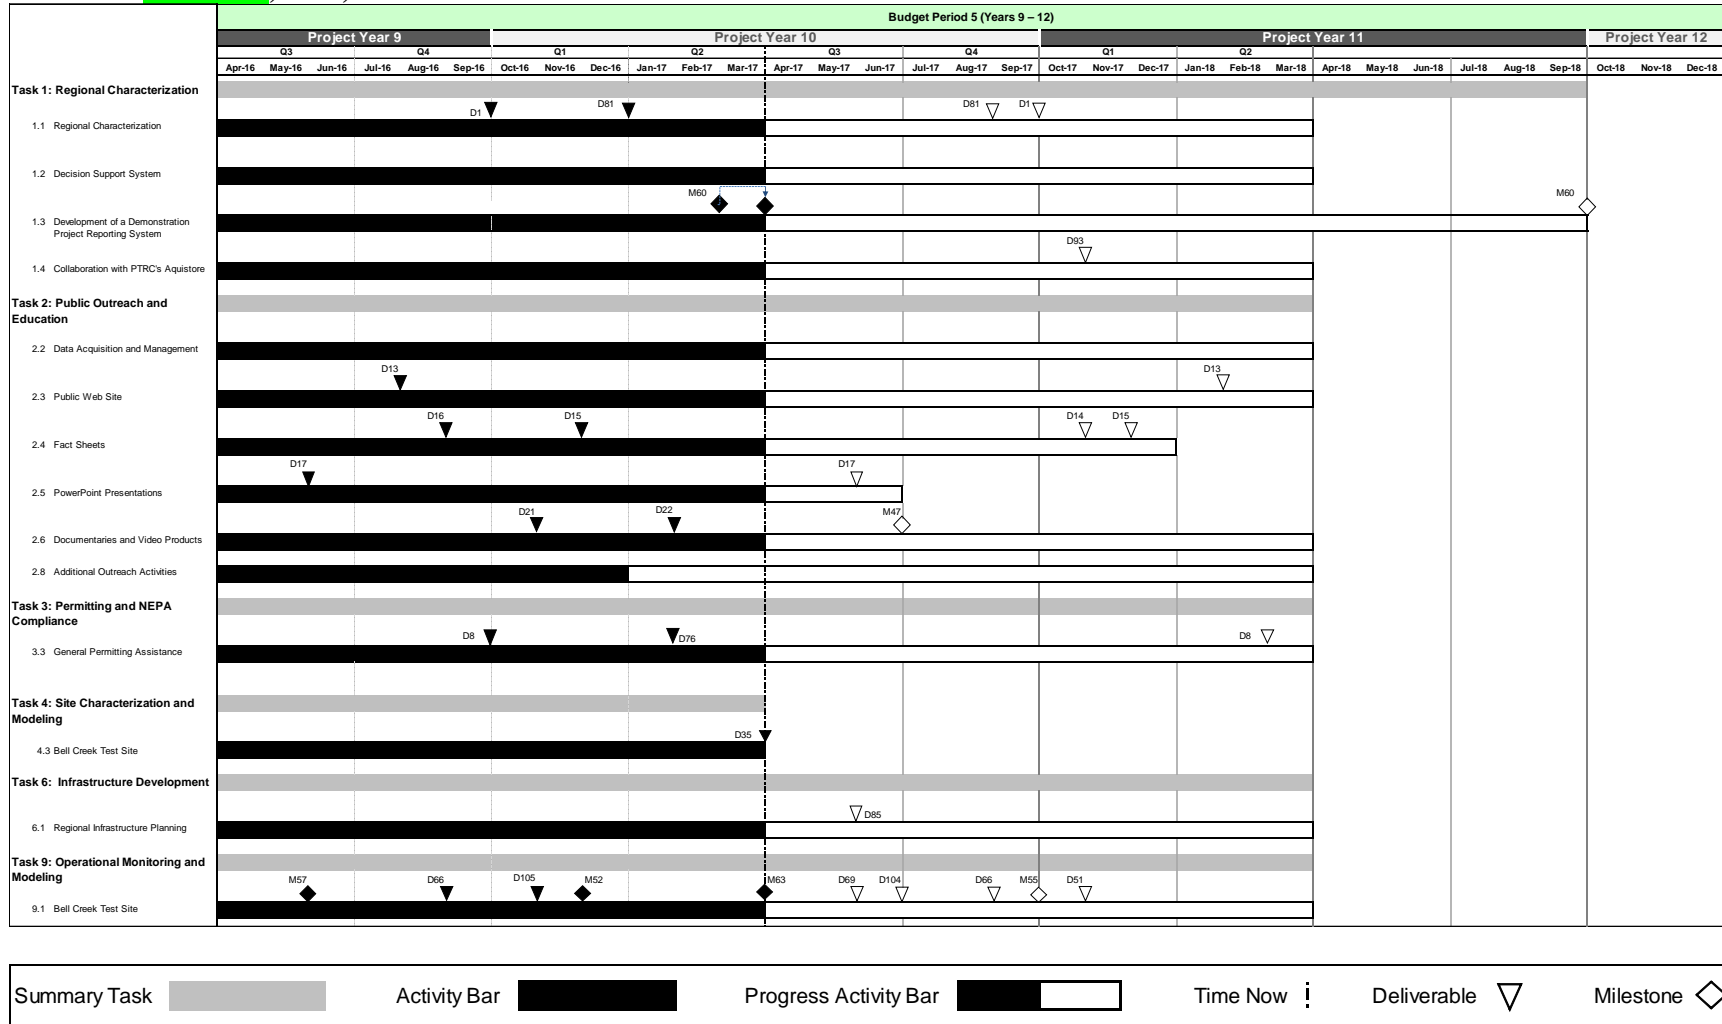 Budget Period 5 (Years 9 – 12)
Project Year 9 Project Year 10 Project Year 11 Project Year 12
Q3 Q4 Q1 Q2 Q3 Q4 Q1 Q2
Apr-16 May-16 Jun-16 Jul-16 Aug-16 Sep-16 Oct-16 Nov-16 Dec-16 Jan-17 Feb-17 Mar-17 Apr-17 May-17 Jun-17 Jul-17 Aug-17 Sep-17 Oct-17 Nov-17 Dec-17 Jan-18 Feb-18 Mar-18 Apr-18 May-18 Jun-18 Jul-18 Aug-18 Sep-18 Oct-18 Nov-18 Dec-18
Task 1: Regional Characterization
D1 D81 D81 D1
1.1 Regional Characterization
1.2 Decision Support System
M60 M60
1.3 Development of a Demonstration
Project Reporting System
D93
1.4 Collaboration with PTRC's Aquistore
Task 2: Public Outreach and
Education
2.2 Data Acquisition and Management
D13 D13
2.3 Public Web Site
D16 D15 D14 D15
2.4 Fact Sheets
D17 D17
2.5 PowerPoint Presentations
D21 D22 M47
2.6 Documentaries and Video Products
2.8 Additional Outreach Activities
Task 3: Permitting and NEPA
Compliance
D8 D76 D8
3.3 General Permitting Assistance
Task 4: Site Characterization and
Modeling
D35
4.3 Bell Creek Test Site
Task 6: Infrastructure Development
D85
6.1 Regional Infrastructure Planning
Task 9: Operational Monitoring and
Modeling
M57 D66 D105 M52 M63 D69 D104 D66 M55 D51
9.1 Bell Creek Test Site
Summary Task Activity Bar Progress Activity Bar Time Now Deliverable Milestone